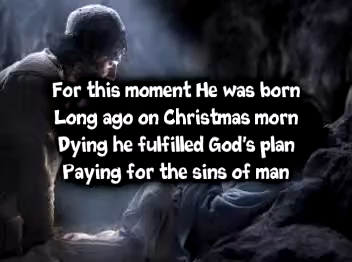 For this moment He was born
Long ago on Christmas morn
Dying he fulfilled God's plan
Paying for the sins of man